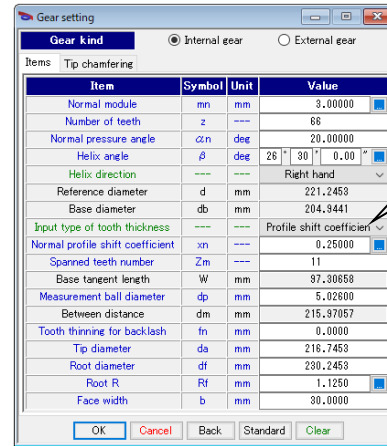 Gear setting
Gear kind Internal gear External gear
Items Tip chamfering
Item Symbol Unit Value
Normal module mn mm 3.00000
Number of teeth z --- 66
Normal pressure angle αn deg 20.00000
Helix angle β deg 26 ° 30 ' 0.00 "
Helix direction --- --- Right hand
Reference diameter d mm 221.2453
Base diameter db mm 204.9441
Input type of tooth thickness --- --- Profile shift coefficien
Normal profile shift coefficient xn --- 0.25000
Spanned teeth number Zm --- 11
Base tangent length W mm 97.30658
Measurement ball diameter dp mm 5.02600
Between distance dm mm 215.97057
Tooth thinning for backlash fn mm 0.0000
Tip diameter da mm 216.7453
Root diameter df mm 230.2453
Root R Rf mm 1.1250
Face width b mm 30.0000
OK Cancel Back Standard Clear